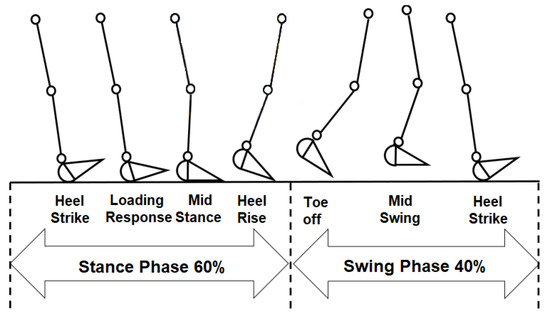 Heel Strike
Loading Response
Mid Stance
Heel Rise
Toe off
Mid Swing
Heel Strike
Stance Phase 60%
Swing Phase 40%